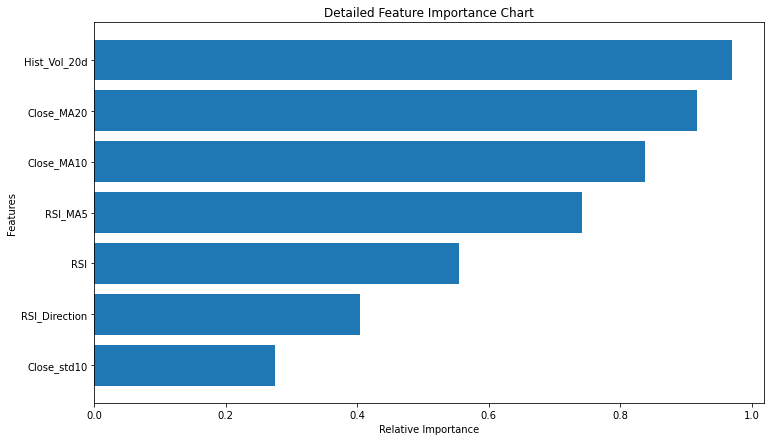 Detailed Feature Importance Chart
Features
Hist_Vol_20d
Close_MA20
Close_MA10
RSI_MA5
RSI
RSI_Direction
Close_std10
0.0 0.2 0.4 0.6 0.8 1.0
Relative Importance